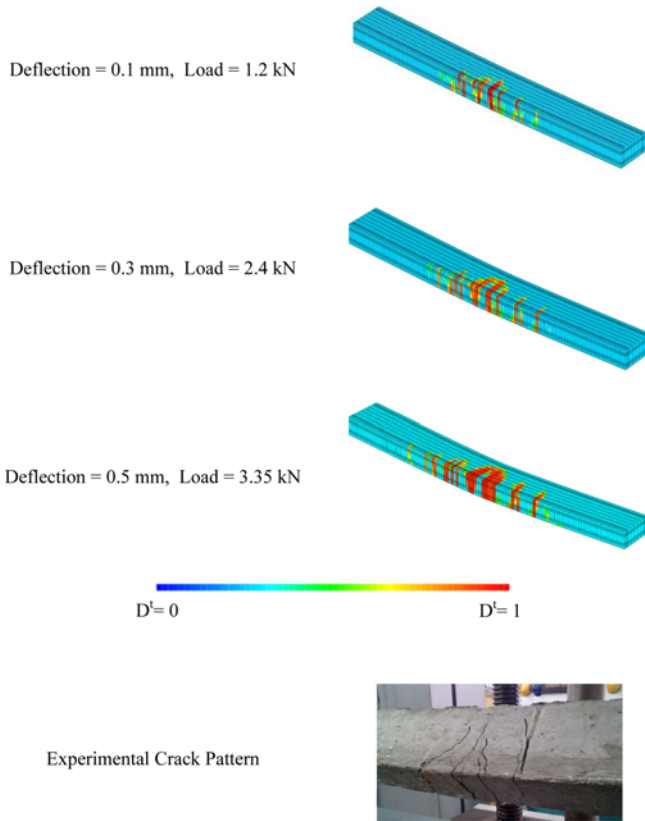 Deflection = 0.1 mm, Load = 1.2 kN
Deflection = 0.3 mm, Load = 2.4 kN
Deflection = 0.5 mm, Load = 3.35 kN
Dᵗ= 0 Dᵗ= 1
Experimental Crack Pattern